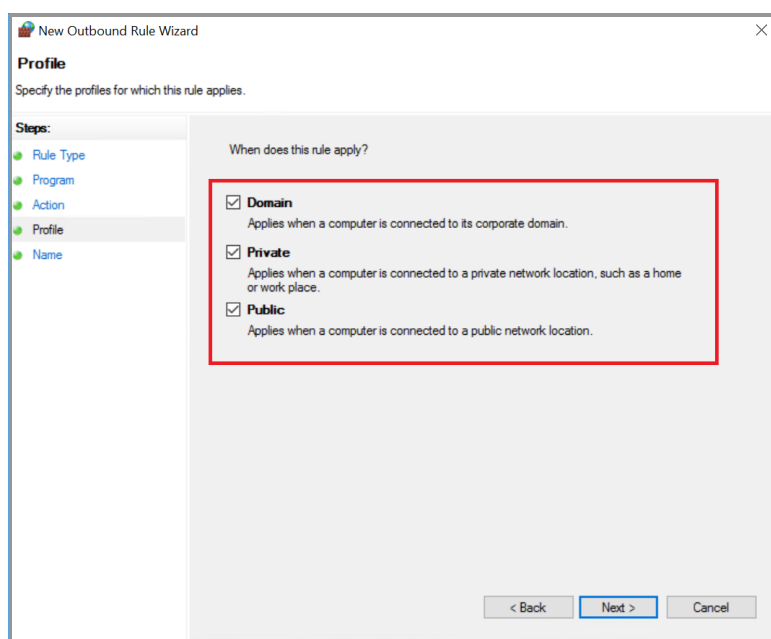 New Outbound Rule Wizard
Profile
Specify the profiles for which this rule applies.
Steps:
Rule Type
Program
Action
Profile
Name
When does this rule apply?
Domain
Applies when a computer is connected to its corporate domain.
Private
Applies when a computer is connected to a private network location, such as a home
or work place.
Public
Applies when a computer is connected to a public network location.
< Back
Next >
Cancel